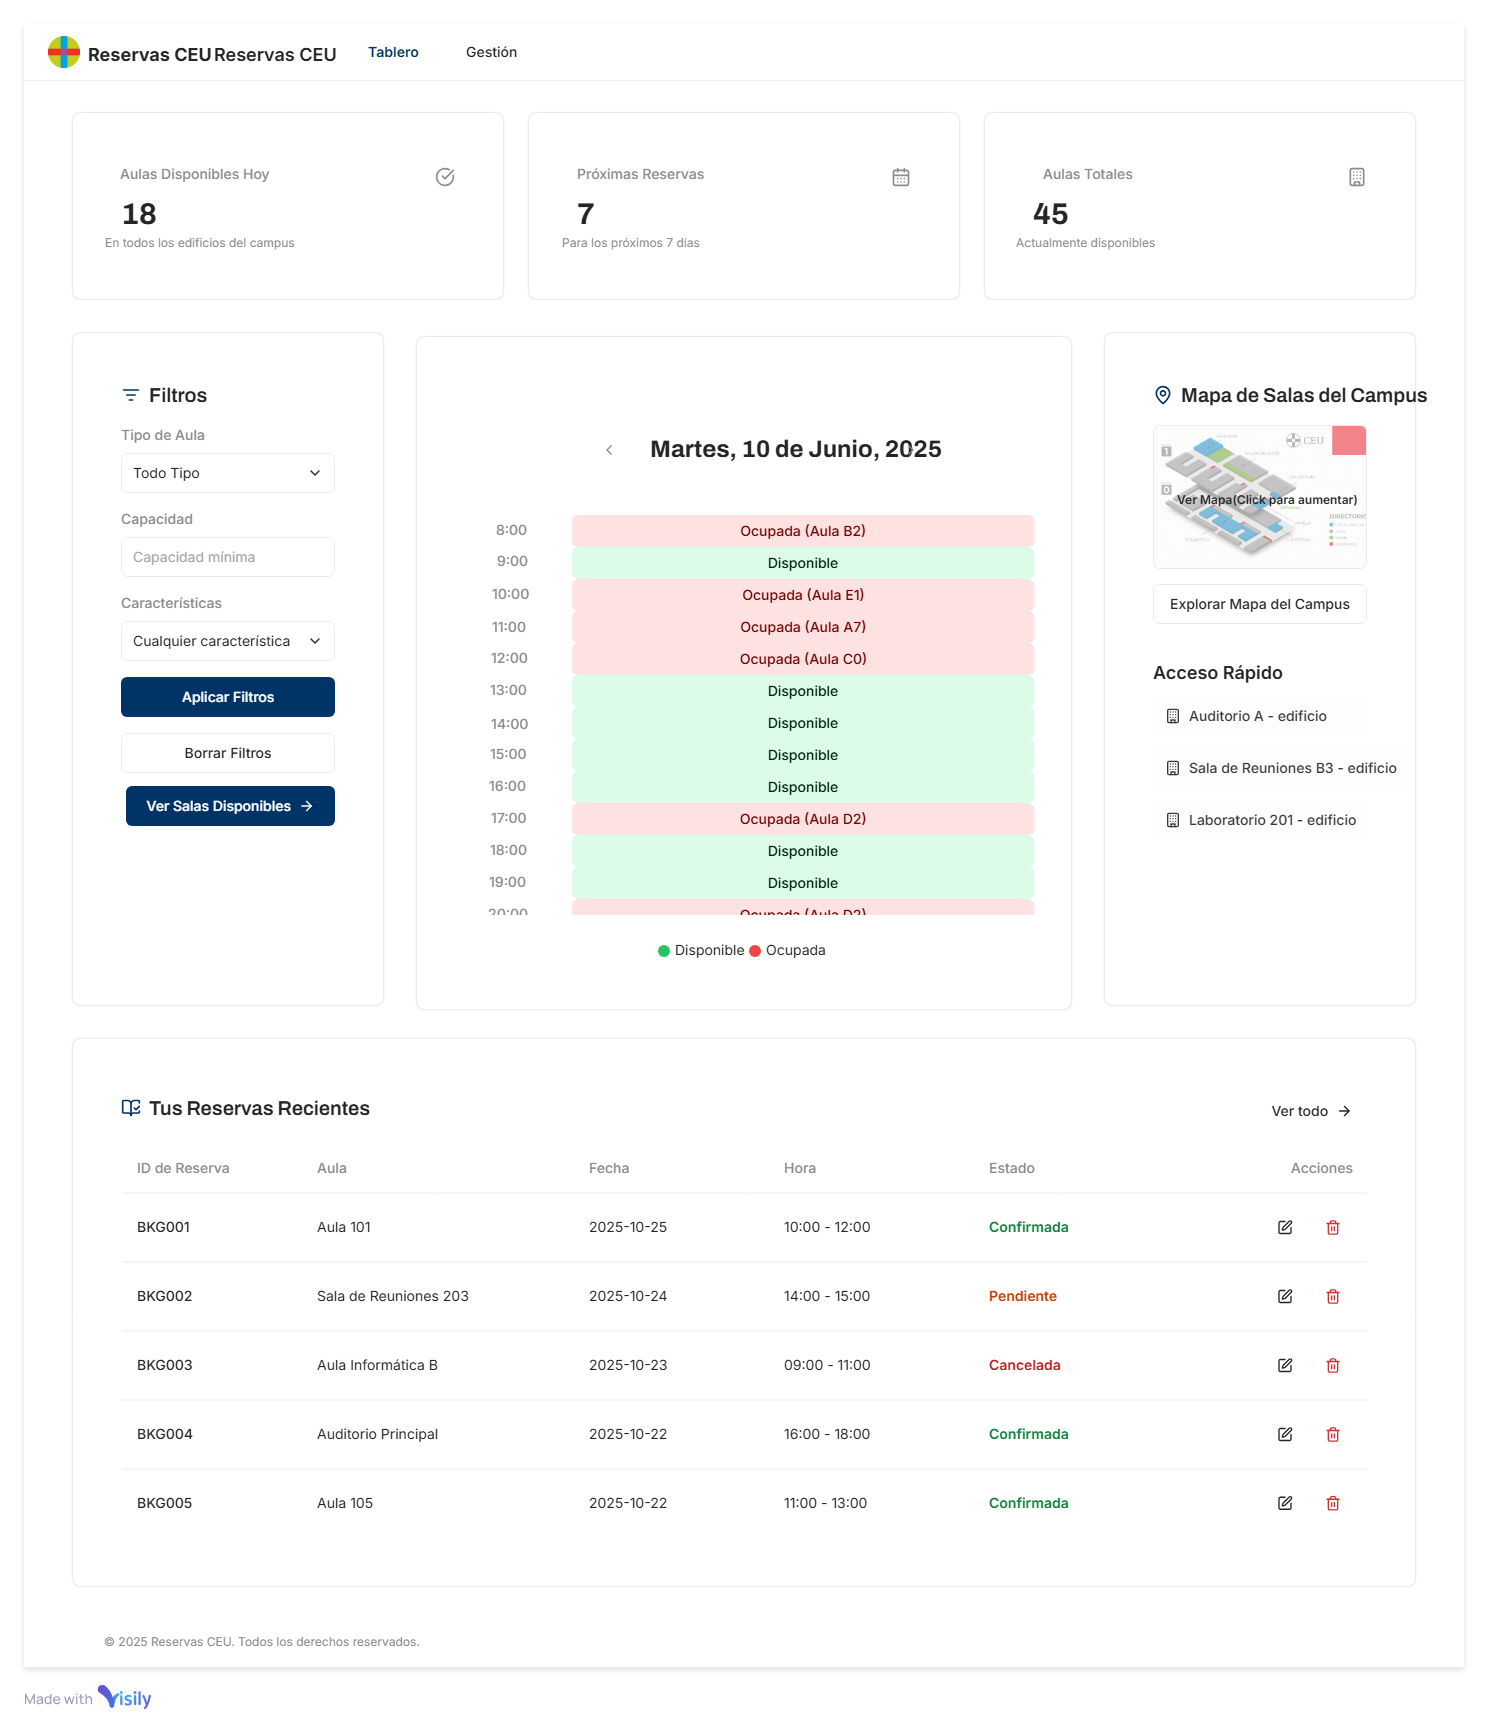 Reservas CEU Reservas CEU
Tablero
Gestión
Aulas Disponibles Hoy
18
En todos los edificios del campus
Próximas Reservas
7
Para los próximos 7 días
Aulas Totales
45
Actualmente disponibles
Filtros
Tipo de Aula
Todo Tipo
Capacidad
Capacidad mínima
Características
Cualquier característica
Aplicar Filtros
Borrar Filtros
Ver Salas Disponibles
Martes, 10 de Junio, 2025
8:00 Ocupada (Aula B2)
9:00 Disponible
10:00 Ocupada (Aula E1)
11:00 Ocupada (Aula A7)
12:00 Ocupada (Aula C0)
13:00 Disponible
14:00 Disponible
15:00 Disponible
16:00 Disponible
17:00 Ocupada (Aula D2)
18:00 Disponible
19:00 Disponible
20:00 Ocupada (Aula D2)
Disponible Ocupada
Mapa de Salas del Campus
CEU
1
0
Ver Mapa(Click para aumentar)
DIRECTORIO
Explorar Mapa del Campus
Acceso Rápido
Auditorio A - edificio
Sala de Reuniones B3 - edificio
Laboratorio 201 - edificio
Tus Reservas Recientes
Ver todo
ID de Reserva Aula Fecha Hora Estado Acciones
BKG001 Aula 101 2025-10-25 10:00 - 12:00 Confirmada
BKG002 Sala de Reuniones 203 2025-10-24 14:00 - 15:00 Pendiente
BKG003 Aula Informática B 2025-10-23 09:00 - 11:00 Cancelada
BKG004 Auditorio Principal 2025-10-22 16:00 - 18:00 Confirmada
BKG005 Aula 105 2025-10-22 11:00 - 13:00 Confirmada
© 2025 Reservas CEU. Todos los derechos reservados.
Made with Visily